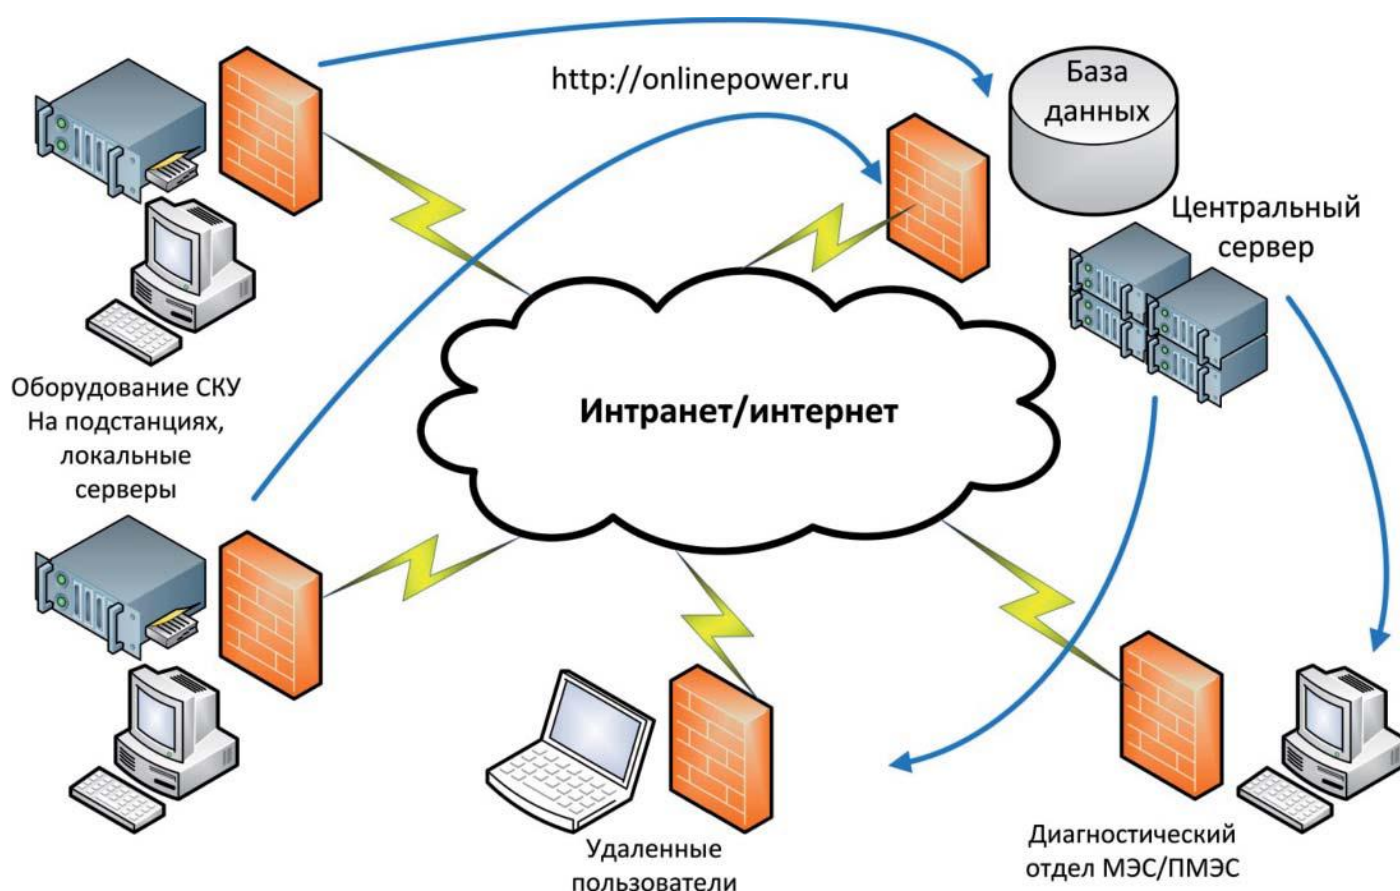 http://onlinepower.ru
База
данных
Центральный
сервер
Оборудование СКУ
На подстанциях,
локальные
серверы
Интранет/интернет
Удаленные
пользователи
Диагностический
отдел МЭС/ПМЭС